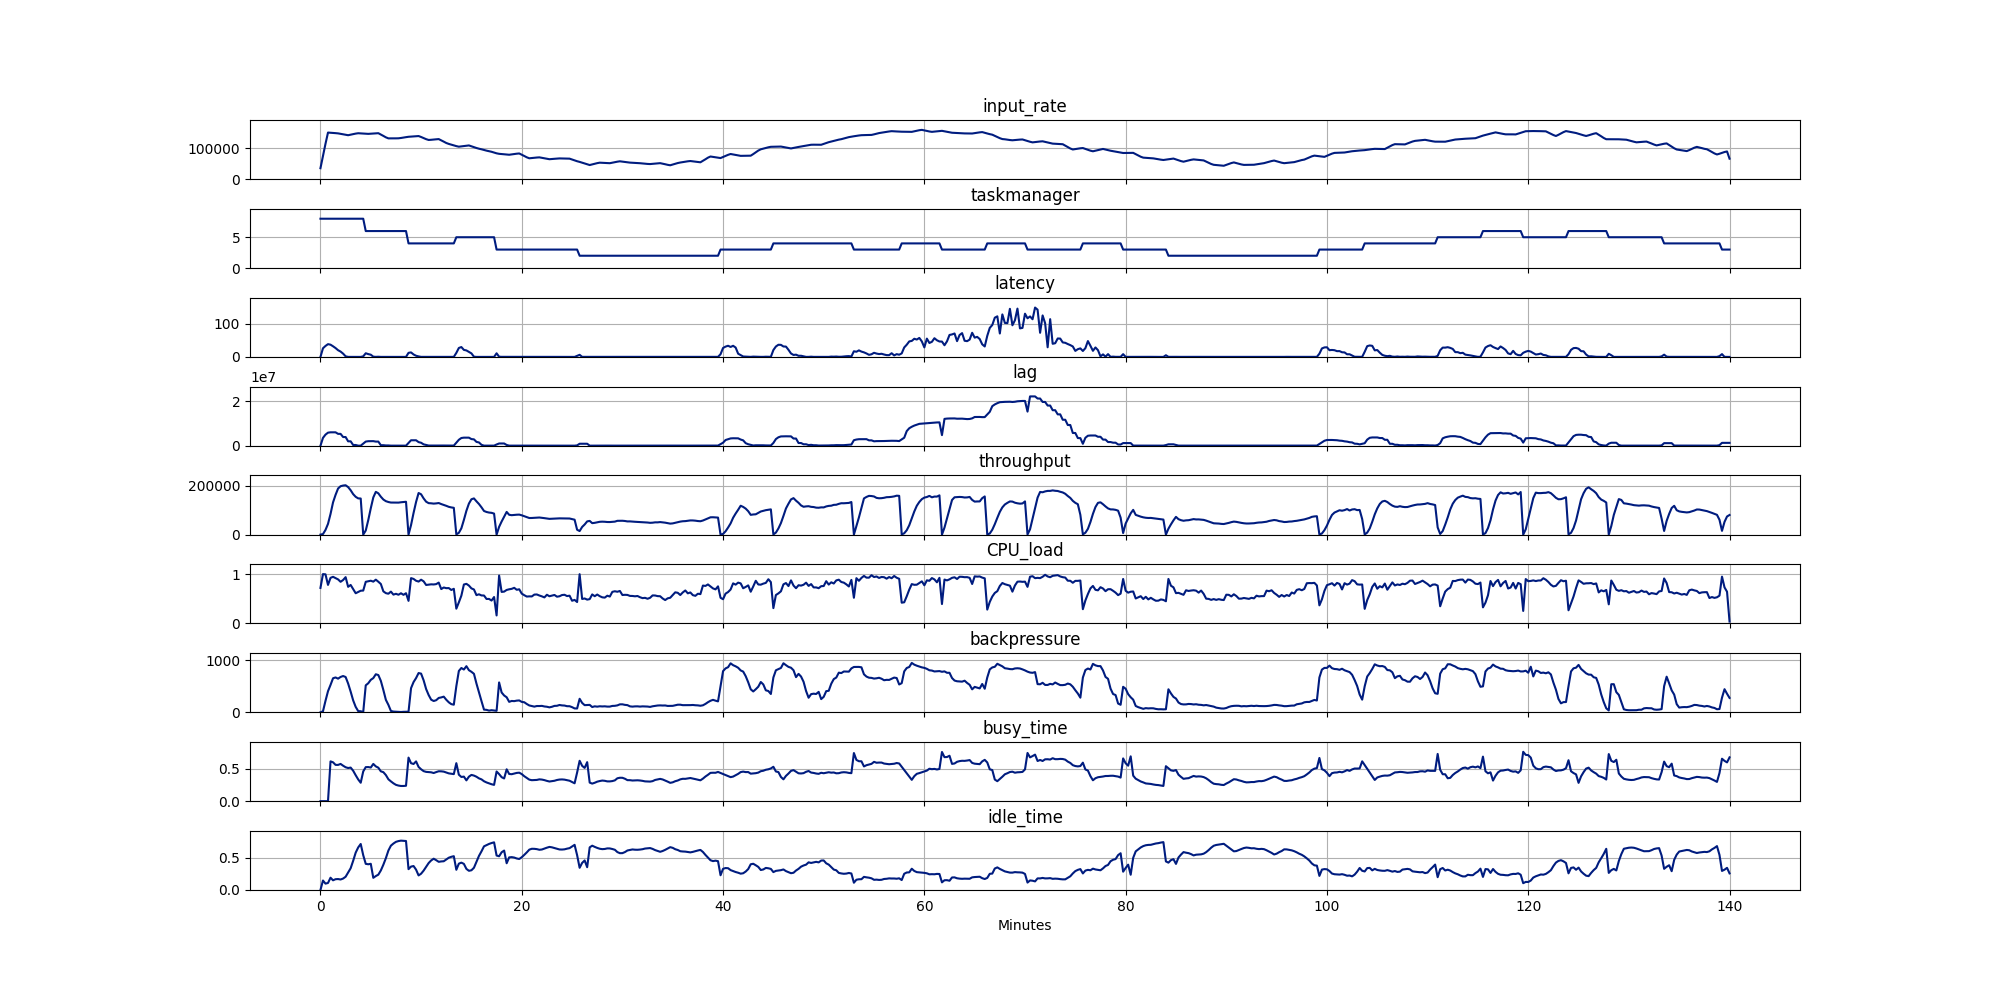 input_rate
100000
0
taskmanager
5
0
latency
100
0
1e7
lag
2
0
throughput
200000
0
CPU_load
1
0
backpressure
1000
0
busy_time
0.5
0.0
idle_time
0.5
0.0
0 20 40 60 80 100 120 140
Minutes